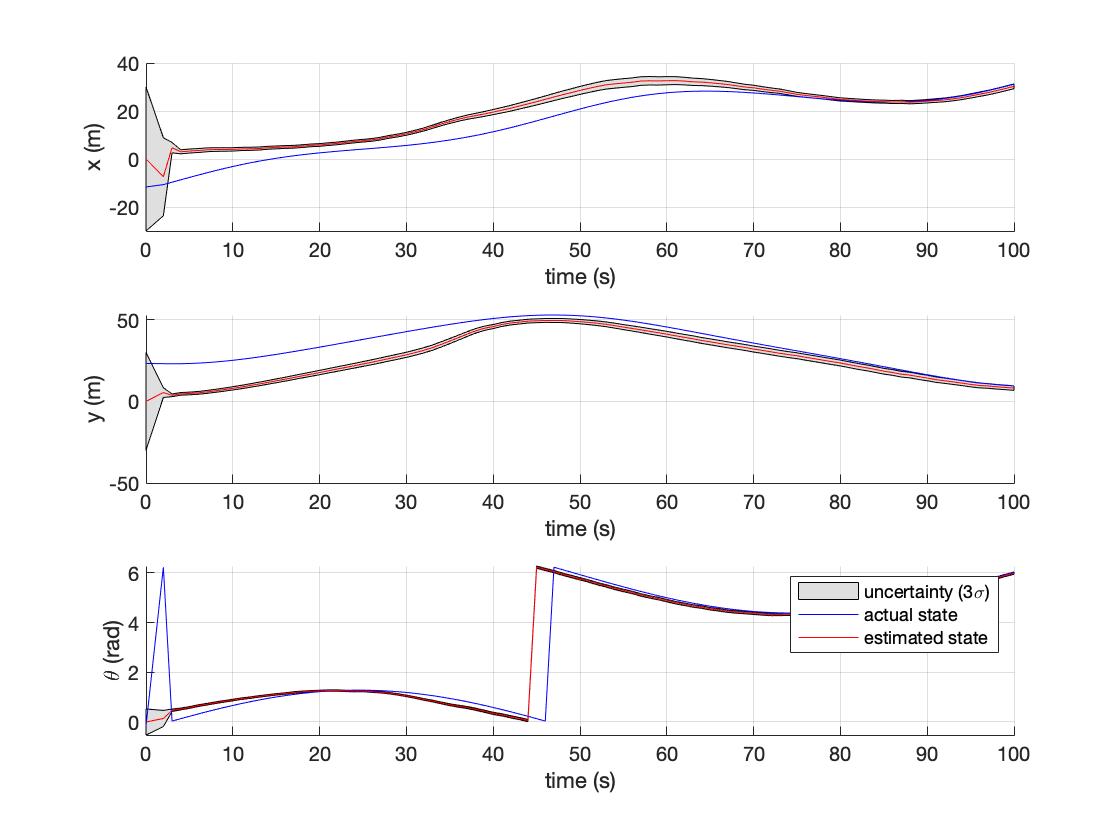 40
20
0
-20
x (m)
0 10 20 30 40 50 60 70 80 90 100
time (s)
50
0
-50
y (m)
0 10 20 30 40 50 60 70 80 90 100
time (s)
6
4
2
0
θ (rad)
uncertainty (3σ)
actual state
estimated state
0 10 20 30 40 50 60 70 80 90 100
time (s)